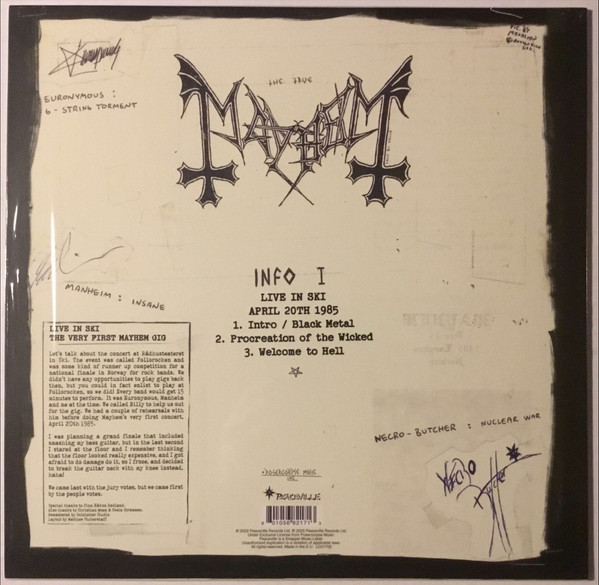 Euronymous
THE TRUE
MAYHEM
EURONYMOUS :
6 - STRING TORMENT
MANHEIM : INSANE
INFO I
LIVE IN SKI
APRIL 20TH 1985
1. Intro / Black Metal
2. Procreation of the Wicked
3. Welcome to Hell
LIVE IN SKI
THE VERY FIRST MAYHEM GIG
Let's talk about the concert at Rådhusteateret
in Ski. The event was called Follorocken and
was some kind of runner up competition for a
national finale in Norway for rock bands. We
didn't have any opportunities to play gigs back
then, but you could in fact enlist to play at
Follorocken, so we did! Every band would get 15
minutes to perform. It was Euronymous, Manheim
and me at the time. We called Billy to help us out
for the gig. We had a couple of rehearsals with
him before doing Mayhem's very first concert,
April 20th 1985.
I was planning a grand finale that included
smashing my bass guitar, but in the last second
I stared at the floor and I remember thinking
that the floor looked really expensive, and I got
afraid to do damage do it, so I froze, and decided
to break the guitar neck with my knee instead,
haha!
We came last with the jury votes, but we came first
by the people votes.
NECRO - BUTCHER : NUCLEAR WAR
NECRO
Butcher
PEACEVILLE